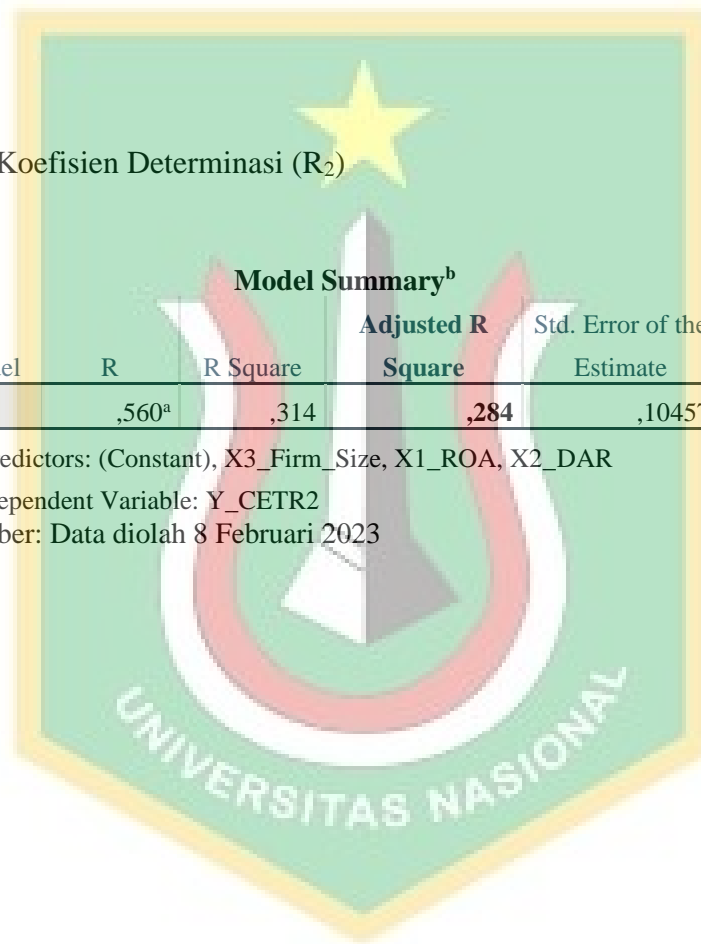 Koefisien Determinasi (R2)
Model Summaryb
Adjusted R Std. Error of the
el R R Square Square Estimate
,560a ,314 ,284 ,10457
edictors: (Constant), X3_Firm_Size, X1_ROA, X2_DAR
ependent Variable: Y_CETR2
ber: Data diolah 8 Februari 2023
UNIVERSITAS NASIONAL